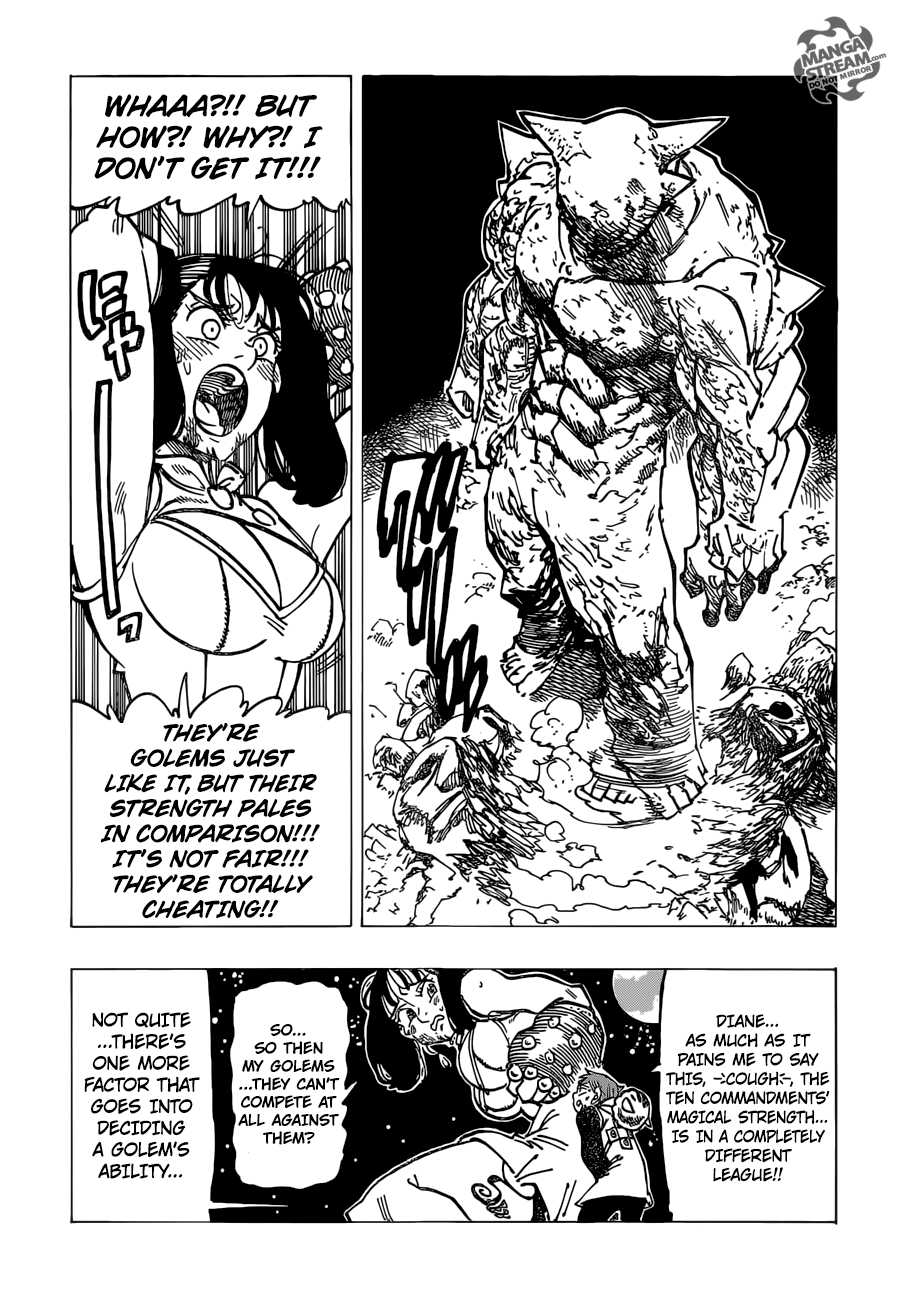 MANGA
STREAM.com
DO NOT MIRROR
WHAAA?!! BUT
HOW?! WHY?! I
DON'T GET IT!!!
にゃーっ
THEY'RE
GOLEMS JUST
LIKE IT, BUT THEIR
STRENGTH PALES
IN COMPARISON!!!
IT'S NOT FAIR!!!
THEY'RE TOTALLY
CHEATING!!
DIANE...
AS MUCH AS IT
PAINS ME TO SAY
THIS, -COUGH-, THE
TEN COMMANDMENTS'
MAGICAL STRENGTH...
IS IN A COMPLETELY
DIFFERENT
LEAGUE!!
SO...
SO THEN
MY GOLEMS
...THEY CAN'T
COMPETE AT
ALL AGAINST
THEM?
NOT QUITE
...THERE'S
ONE MORE
FACTOR THAT
GOES INTO
DECIDING
A GOLEM'S
ABILITY...